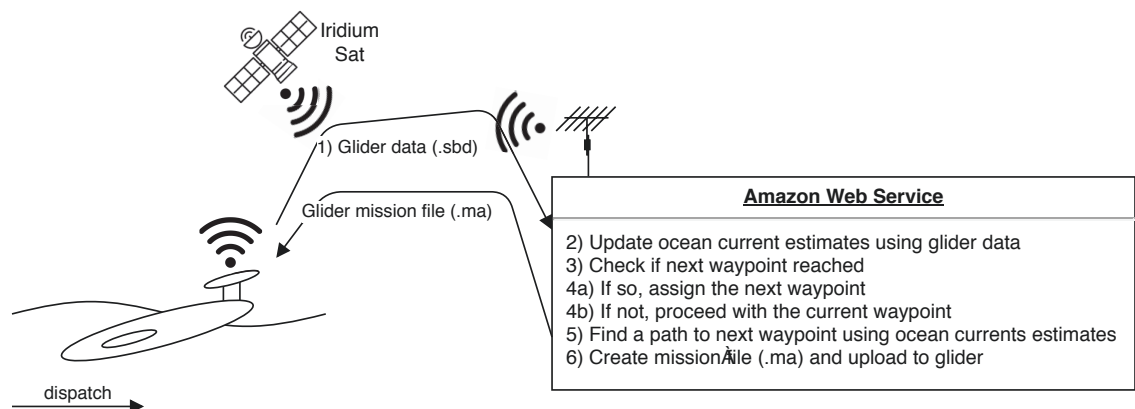 Iridium
Sat
1) Glider data (.sbd)
Glider mission file (.ma)
Amazon Web Service
2) Update ocean current estimates using glider data
3) Check if next waypoint reached
4a) If so, assign the next waypoint
4b) If not, proceed with the current waypoint
5) Find a path to next waypoint using ocean currents estimates
6) Create mission file (.ma) and upload to glider
dispatch